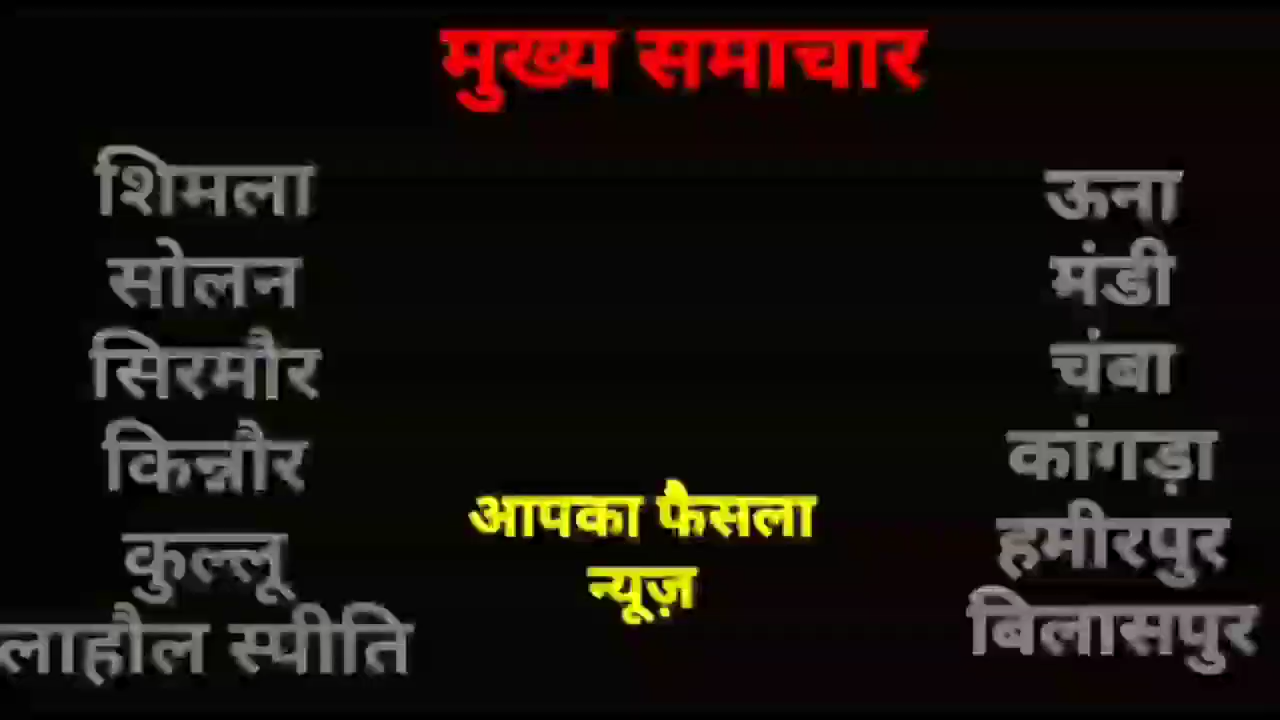 मुख्य समाचार
शिमला
सोलन
सिरमौर
किन्नौर
कुल्लू
लाहौल स्पीति
ऊना
मंडी
चंबा
कांगड़ा
हमीरपुर
बिलासपुर
आपका फैसला
न्यूज़